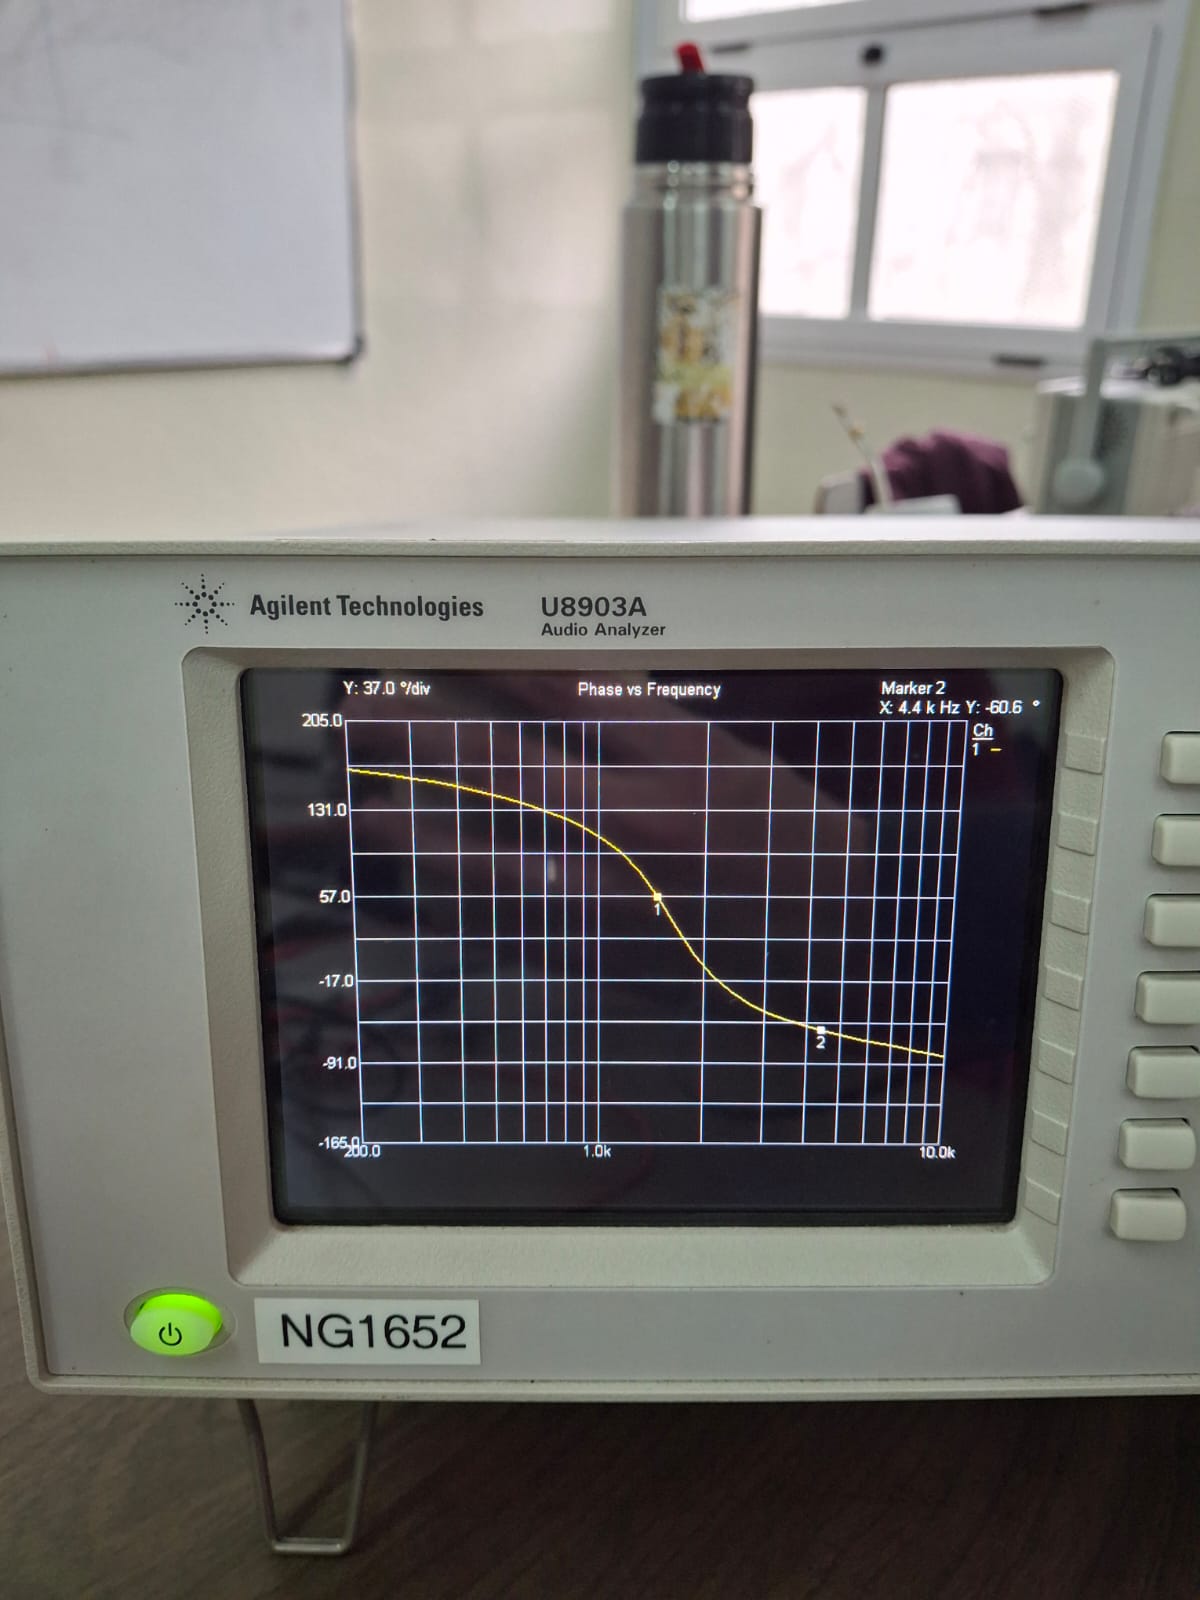 Agilent Technologies U8903A
Audio Analyzer
Y: 37.0 °/div Phase vs Frequency Marker 2
X: 4.4 k Hz Y: -60.6 °
205.0
Ch
1
131.0
57.0
1
-17.0
2
-91.0
-165.0
200.0 1.0k 10.0k
NG1652